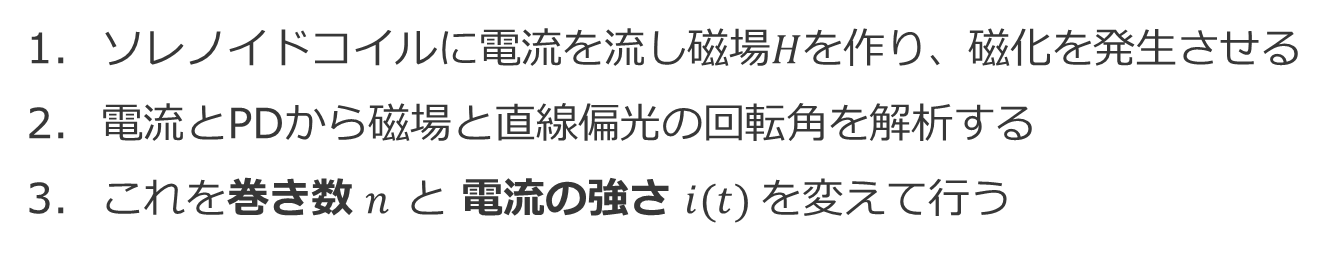 1. ソレノイドコイルに電流を流し磁場Hを作り、磁化を発生させる
2. 電流とPDから磁場と直線偏光の回転角を解析する
3. これを巻き数 n と 電流の強さ i(t) を変えて行う